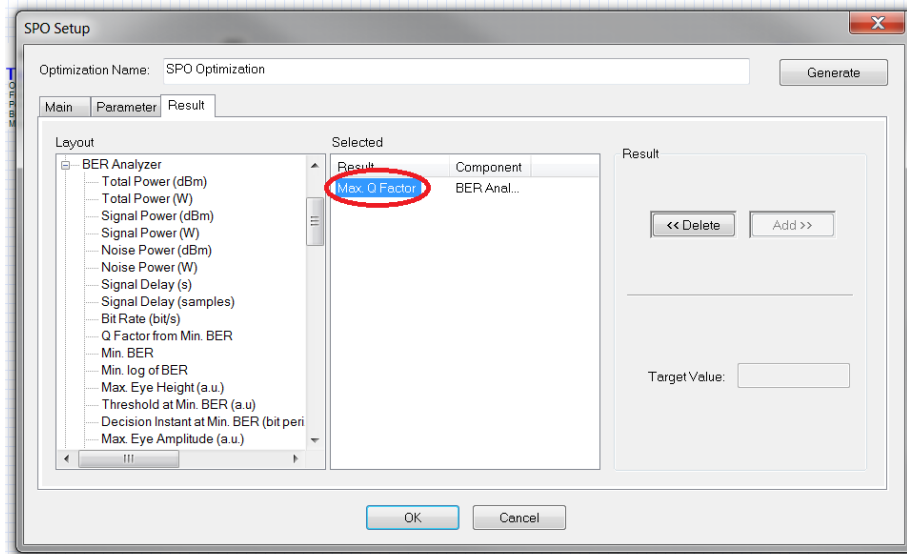 SPO Setup
Optimization Name: SPO Optimization
Generate
Main Parameter Result
Layout
BER Analyzer
Total Power (dBm)
Total Power (W)
Signal Power (dBm)
Signal Power (W)
Noise Power (dBm)
Noise Power (W)
Signal Delay (s)
Signal Delay (samples)
Bit Rate (bit/s)
Q Factor from Min. BER
Min. BER
Min. log of BER
Max. Eye Height (a.u.)
Threshold at Min. BER (a.u)
Decision Instant at Min. BER (bit peri
Max. Eye Amplitude (a.u.)
Selected
Result Component
Max. Q Factor BER Anal...
Result
<< Delete Add >>
Target Value:
OK Cancel